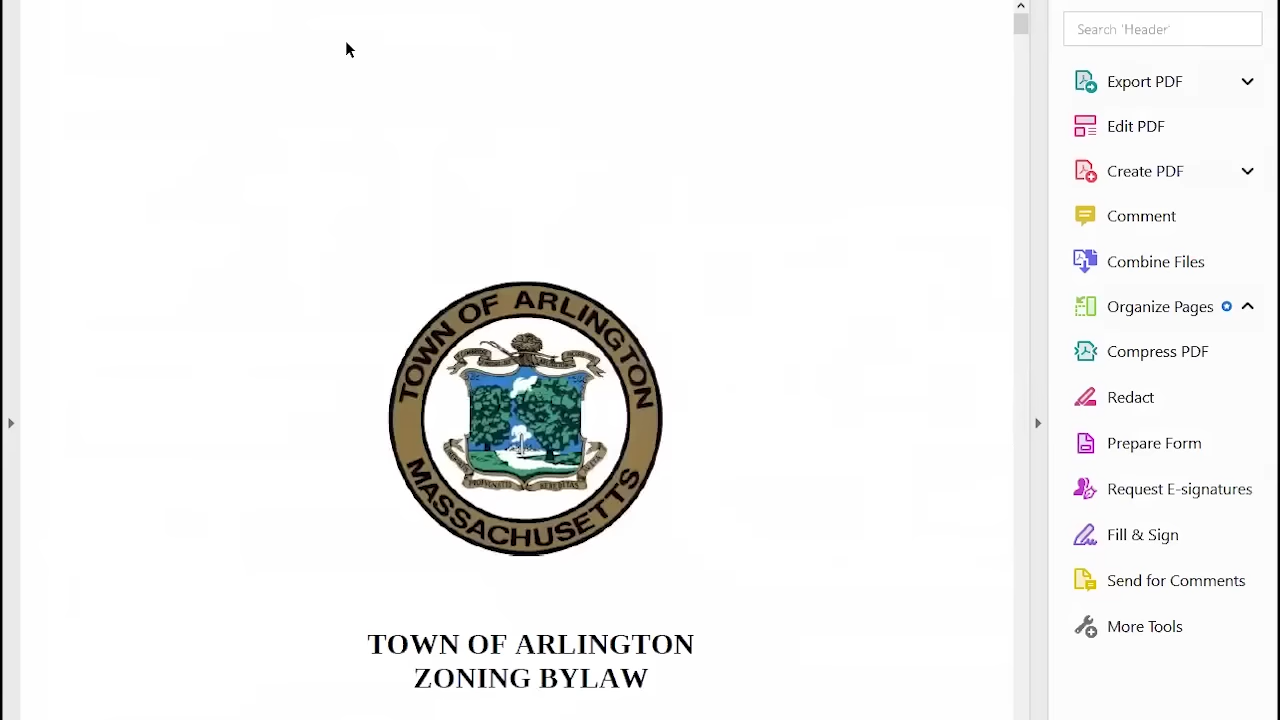 Search 'Header'
Export PDF
Edit PDF
Create PDF
Comment
Combine Files
Organize Pages
Compress PDF
Redact
Prepare Form
Request E-signatures
Fill & Sign
Send for Comments
More Tools
TOWN OF ARLINGTON
MASSACHUSETTS
TOWN OF ARLINGTON
ZONING BYLAW